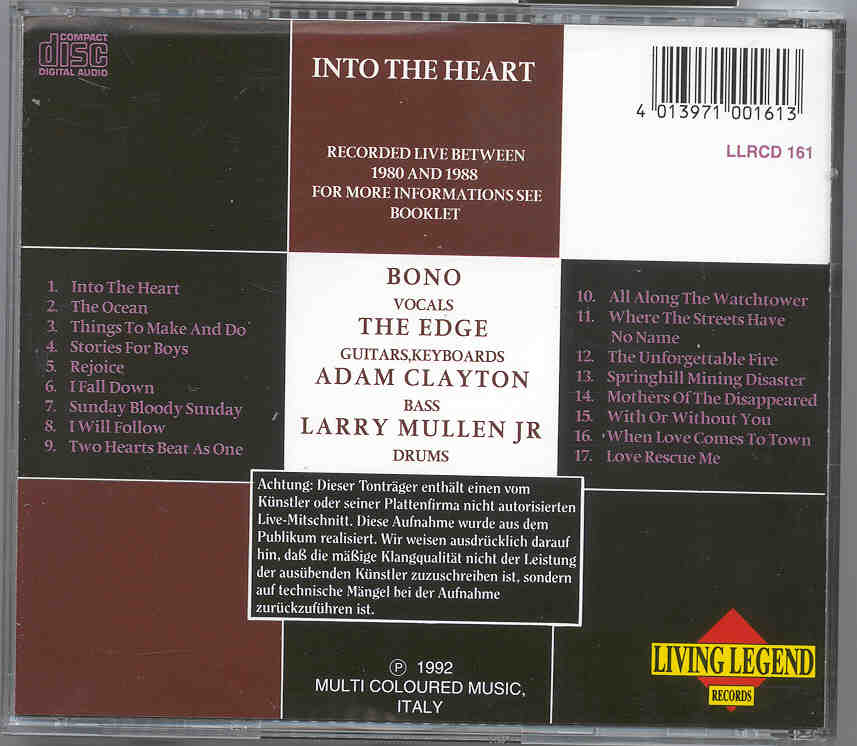 COMPACT
disc
DIGITAL AUDIO
INTO THE HEART
RECORDED LIVE BETWEEN
1980 AND 1988
FOR MORE INFORMATIONS SEE
BOOKLET
4 013971 001613
LLRCD 161
1. Into The Heart
2. The Ocean
3. Things To Make And Do
4. Stories For Boys
5. Rejoice
6. I Fall Down
7. Sunday Bloody Sunday
8. I Will Follow
9. Two Hearts Beat As One
BONO
VOCALS
THE EDGE
GUITARS,KEYBOARDS
ADAM CLAYTON
BASS
LARRY MULLEN JR
DRUMS
10. All Along The Watchtower
11. Where The Streets Have
No Name
12. The Unforgettable Fire
13. Springhill Mining Disaster
14. Mothers Of The Disappeared
15. With Or Without You
16. When Love Comes To Town
17. Love Rescue Me
Achtung: Dieser Tonträger enthält einen vom
Künstler oder seiner Plattenfirma nicht autorisierten
Live-Mitschnitt. Diese Aufnahme wurde aus dem
Publikum realisiert. Wir weisen ausdrücklich darauf
hin, daß die mäßige Klangqualität nicht der Leistung
der ausübenden Künstler zuzuschreiben ist, sondern
auf technische Mängel bei der Aufnahme
zurückzuführen ist.
Ⓟ 1992
MULTI COLOURED MUSIC,
ITALY
LIVING LEGEND
RECORDS